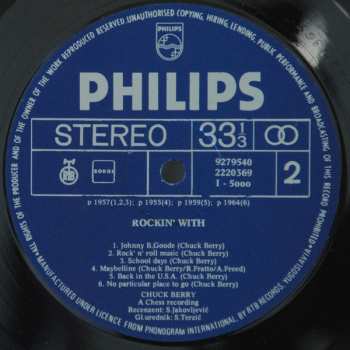 ALL RIGHTS OF THE PRODUCER AND OF THE OWNER OF THE WORK REPRODUCED RESERVED.UNAUTHORISED COPYING, HIRING, LENDING, PUBLIC PERFORMANCE AND BROADCASTING OF THIS RECORD PROHIBITED!
PHILIPS
PHILIPS
STEREO 33 1/3
RTB SOKOJ
9279540
2220369
I - 5000
2
p 1957(1,2,3); p 1955(4); p 1959(5); p 1964(6)
ROCKIN' WITH
1. Johnny B.Goode (Chuck Berry)
2. Rock' n' roll music (Chuck Berry)
3. School days (Chuck Berry)
4. Maybelline (Chuck Berry/R.Fratto/A.Freed)
5. Back in the U.S.A. (Chuck Berry)
6. No particular place to go (Chuck Berry)
CHUCK BERRY
A Chess recording
Recenzent: S.Jakovljević
Gl.urednik: S.Terzić
MANUFACTURED UNDER LICENCE FROM PHONOGRAM INTERNATIONAL, BY RTB RECORDS, YUGOSLAVIA